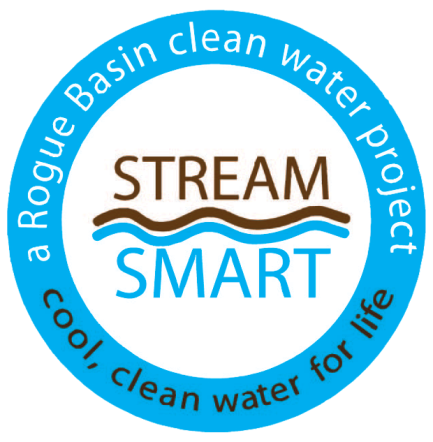 a Rogue Basin clean water project
STREAM
SMART
cool, clean water for life